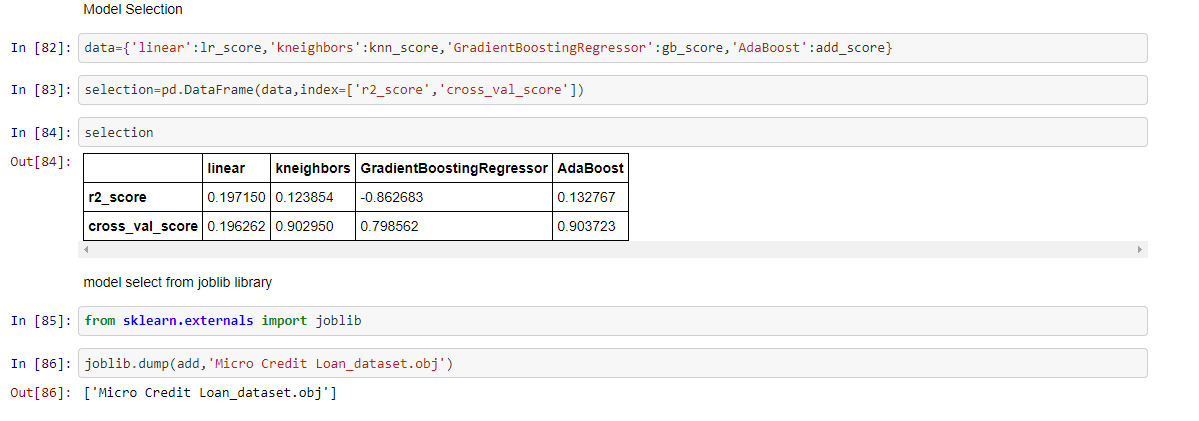 Model Selection
In [82]: data={'linear':lr_score,'kneighbors':knn_score,'GradientBoostingRegressor':gb_score,'AdaBoost':add_score}
In [83]: selection=pd.DataFrame(data,index=['r2_score','cross_val_score'])
In [84]: selection
Out[84]:
linear kneighbors GradientBoostingRegressor AdaBoost
r2_score 0.197150 0.123854 -0.862683 0.132767
cross_val_score 0.196262 0.902950 0.798562 0.903723
model select from joblib library
In [85]: from sklearn.externals import joblib
In [86]: joblib.dump(add,'Micro Credit Loan_dataset.obj')
Out[86]: ['Micro Credit Loan_dataset.obj']